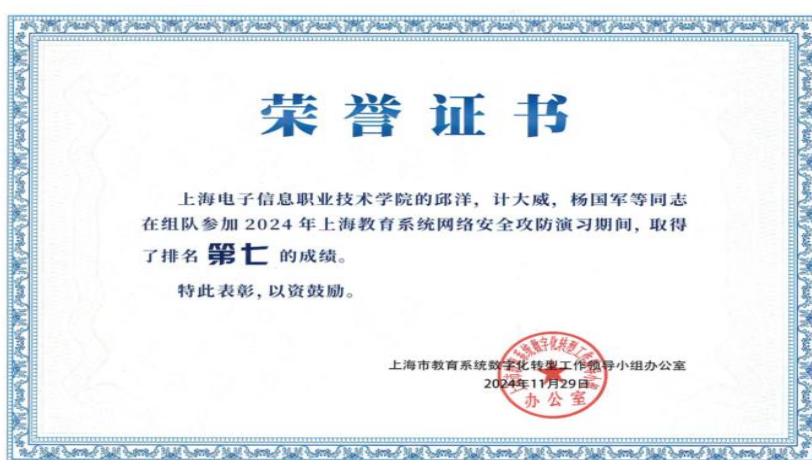 荣誉证书
上海电子信息职业技术学院的邱洋，计大威，杨国军等同志
在组队参加 2024 年上海教育系统网络安全攻防演习期间，取得
了排名 第七 的成绩。
特此表彰，以资鼓励。
上海市教育系统数字化转型工作领导小组办公室
2024年11月29日
办公室